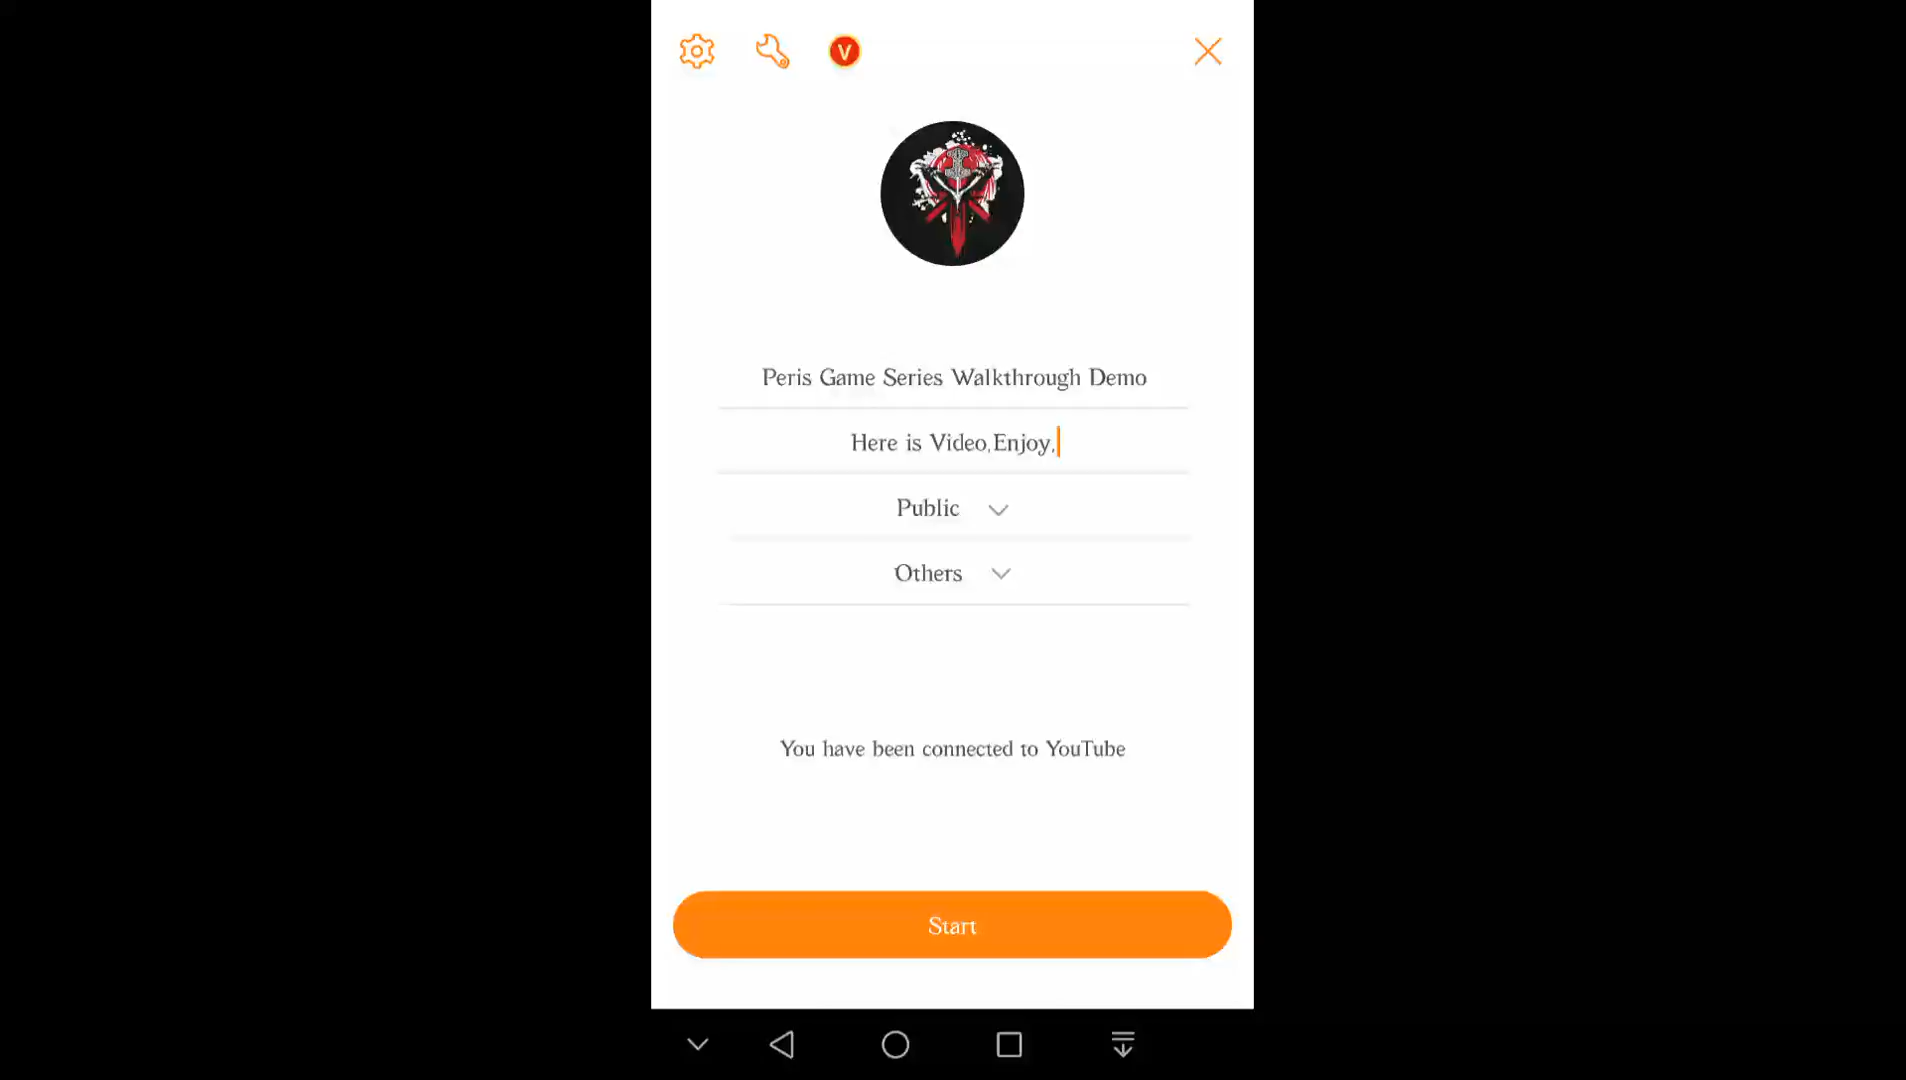 V
Peris Game Series Walkthrough Demo
Here is Video,Enjoy,
Public
Others
You have been connected to YouTube
Start